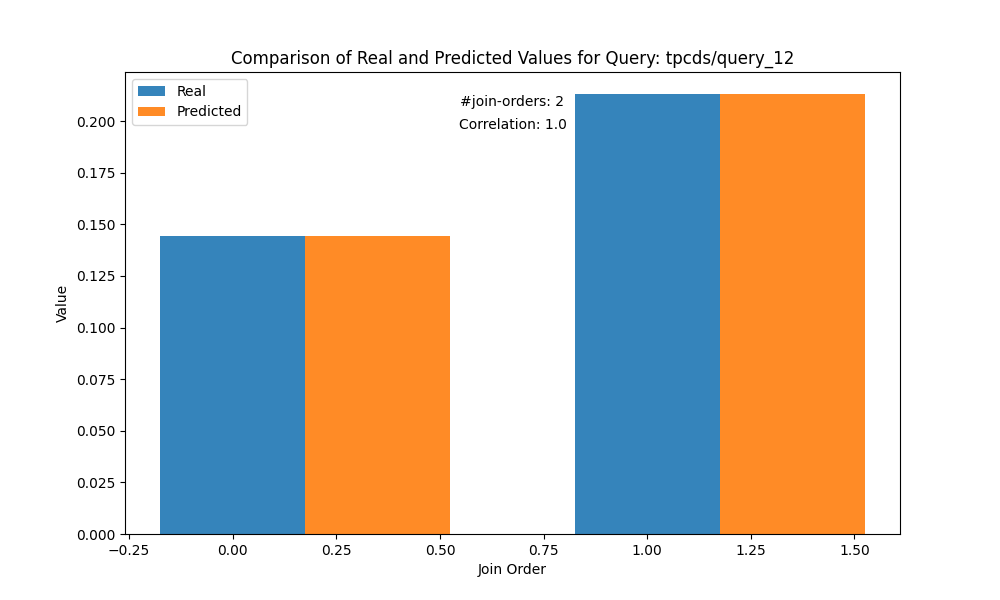 Comparison of Real and Predicted Values for Query: tpcds/query_12
Real
Predicted
#join-orders: 2
Correlation: 1.0
0.200
0.175
0.150
0.125
0.100
0.075
0.050
0.025
0.000
Value
−0.25 0.00 0.25 0.50 0.75 1.00 1.25 1.50
Join Order